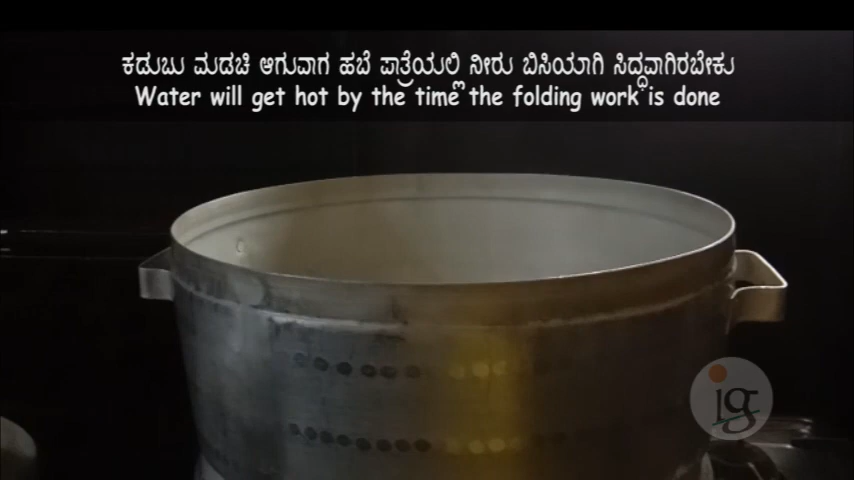 ಕಡುಬು ಮಡಚಿ ಆಗುವಾಗ ಹಬೆ ಪಾತ್ರೆಯಲ್ಲಿ ನೀರು ಬಿಸಿಯಾಗಿ ಸಿದ್ಧವಾಗಿರಬೇಕು
Water will get hot by the time the folding work is done
ig